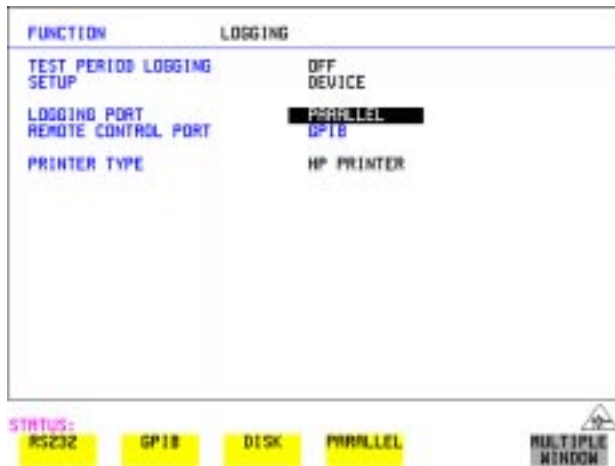 FUNCTION LOGGING
TEST PERIOD LOGGING OFF
SETUP DEVICE
LOGGING PORT PARALLEL
REMOTE CONTROL PORT GPIB
PRINTER TYPE HP PRINTER
STATUS:
RS232 GPIB DISK PARALLEL MULTIPLE WINDOW